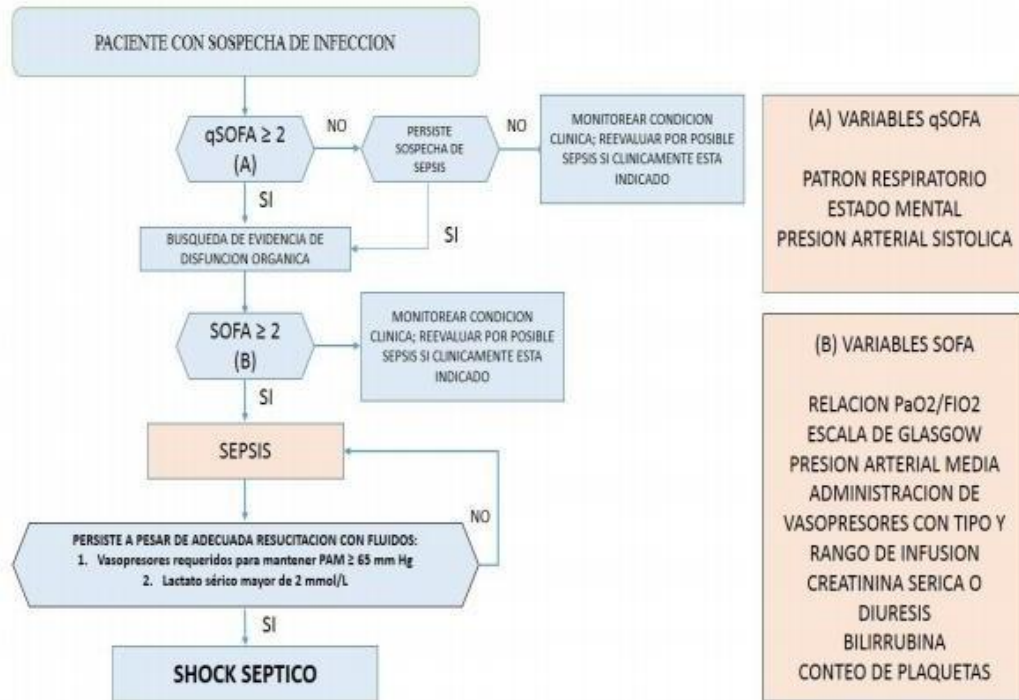 PACIENTE CON SOSPECHA DE INFECCION
qSOFA ≥ 2
(A)
NO
PERSISTE
SOSPECHA DE
SEPSIS
NO
MONITOREAR CONDICION
CLINICA; REEVALUAR POR POSIBLE
SEPSIS SI CLINICAMENTE ESTA
INDICADO
SI
SI
BUSQUEDA DE EVIDENCIA DE
DISFUNCION ORGANICA
SOFA ≥ 2
(B)
MONITOREAR CONDICION
CLINICA; REEVALUAR POR POSIBLE
SEPSIS SI CLINICAMENTE ESTA
INDICADO
SI
SEPSIS
NO
PERSISTE A PESAR DE ADECUADA RESUCITACION CON FLUIDOS:
1. Vasopresores requeridos para mantener PAM ≥ 65 mm Hg
2. Lactato sérico mayor de 2 mmol/L
SI
SHOCK SEPTICO
(A) VARIABLES qSOFA
PATRON RESPIRATORIO
ESTADO MENTAL
PRESION ARTERIAL SISTOLICA
(B) VARIABLES SOFA
RELACION PaO2/FIO2
ESCALA DE GLASGOW
PRESION ARTERIAL MEDIA
ADMINISTRACION DE
VASOPRESORES CON TIPO Y
RANGO DE INFUSION
CREATININA SERICA O
DIURESIS
BILIRRUBINA
CONTEO DE PLAQUETAS